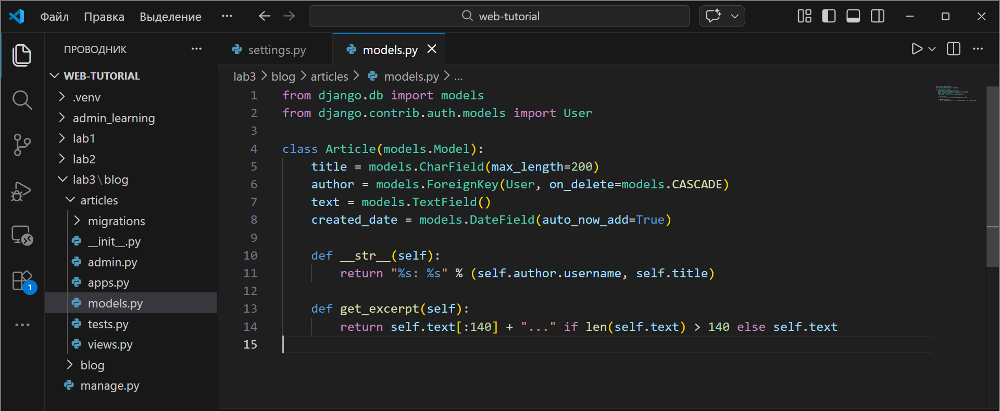 Файл Правка Выделение ··· web-tutorial
ПРОВОДНИК ···
WEB-TUTORIAL
.venv
admin_learning
lab1
lab2
lab3\blog
articles
migrations
__init__.py
admin.py
apps.py
models.py
tests.py
views.py
blog
manage.py
1
settings.py models.py
lab3 > blog > articles > models.py > ...
1 from django.db import models
2 from django.contrib.auth.models import User
3
4 class Article(models.Model):
5     title = models.CharField(max_length=200)
6     author = models.ForeignKey(User, on_delete=models.CASCADE)
7     text = models.TextField()
8     created_date = models.DateField(auto_now_add=True)
9
10     def __str__(self):
11         return "%s: %s" % (self.author.username, self.title)
12
13     def get_excerpt(self):
14         return self.text[:140] + "..." if len(self.text) > 140 else self.text
15